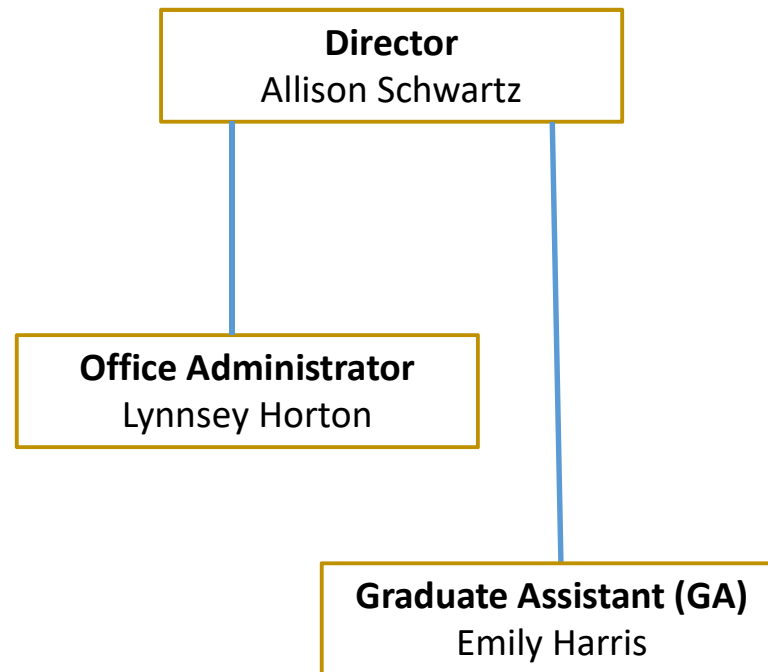 Director
Allison Schwartz
Office Administrator
Lynnsey Horton
Graduate Assistant (GA)
Emily Harris